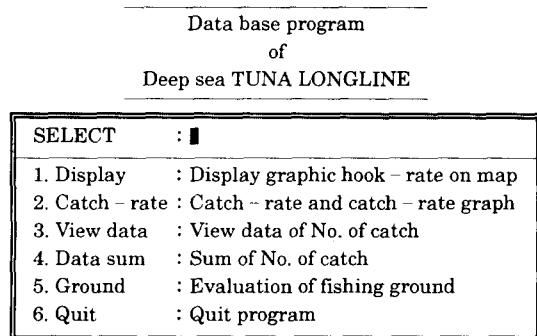 Data base program
of
Deep sea TUNA LONGLINE
SELECT : 
1. Display : Display graphic hook – rate on map
2. Catch – rate : Catch – rate and catch – rate graph
3. View data : View data of No. of catch
4. Data sum : Sum of No. of catch
5. Ground : Evaluation of fishing ground
6. Quit : Quit program